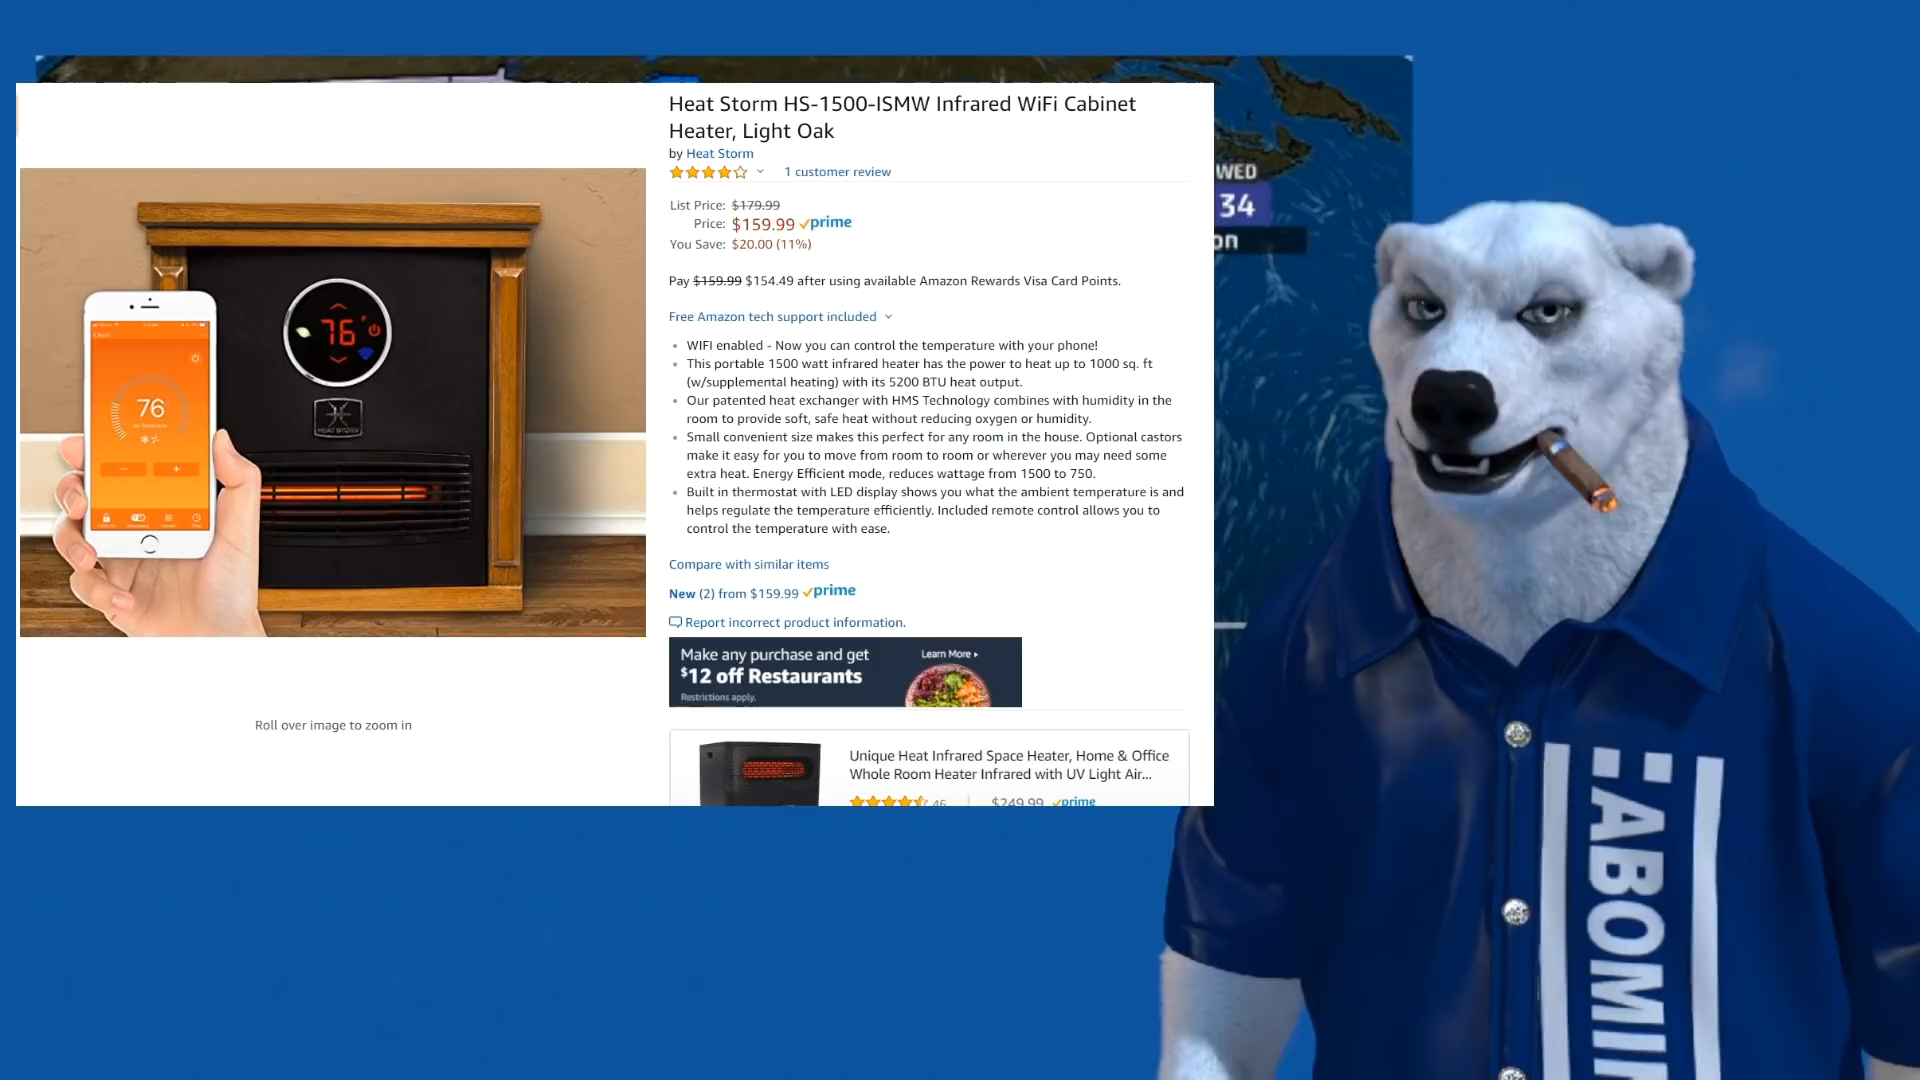 Heat Storm HS-1500-ISMW Infrared WiFi Cabinet
Heater, Light Oak
by Heat Storm
1 customer review
List Price: $179.99
Price: $159.99 prime
You Save: $20.00 (11%)
Pay $159.99 $154.49 after using available Amazon Rewards Visa Card Points.
Free Amazon tech support included
WIFI enabled - Now you can control the temperature with your phone!
This portable 1500 watt infrared heater has the power to heat up to 1000 sq. ft
(w/supplemental heating) with its 5200 BTU heat output.
Our patented heat exchanger with HMS Technology combines with humidity in the
room to provide soft, safe heat without reducing oxygen or humidity.
Small convenient size makes this perfect for any room in the house. Optional castors
make it easy for you to move from room to room or wherever you may need some
extra heat. Energy Efficient mode, reduces wattage from 1500 to 750.
Built in thermostat with LED display shows you what the ambient temperature is and
helps regulate the temperature efficiently. Included remote control allows you to
control the temperature with ease.
Compare with similar items
New (2) from $159.99 prime
Report incorrect product information.
Make any purchase and get
$12 off Restaurants
Restrictions apply.
Learn More
Unique Heat Infrared Space Heater, Home & Office
Whole Room Heater Infrared with UV Light Air...
46 $249.99 prime
Roll over image to zoom in
76
76
HEAT STORM
WED
34
on
ABOMIN